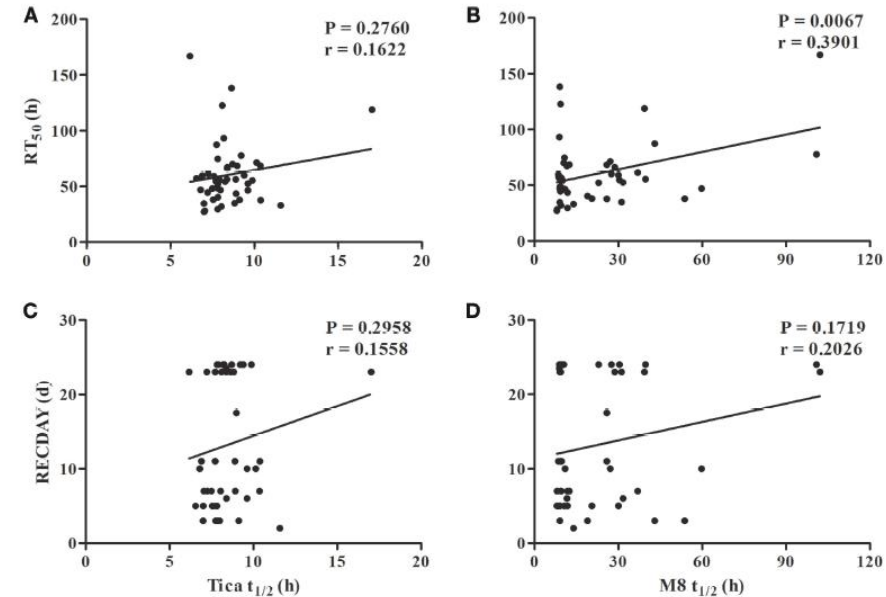 A
P = 0.2760
r = 0.1622
RT50 (h)
200
150
100
50
0
0 5 10 15 20
B
P = 0.0067
r = 0.3901
200
150
100
50
0
0 30 60 90 120
C
P = 0.2958
r = 0.1558
RECDAY (d)
30
20
10
0
0 5 10 15 20
Tica t1/2 (h)
D
P = 0.1719
r = 0.2026
30
20
10
0
0 30 60 90 120
M8 t1/2 (h)